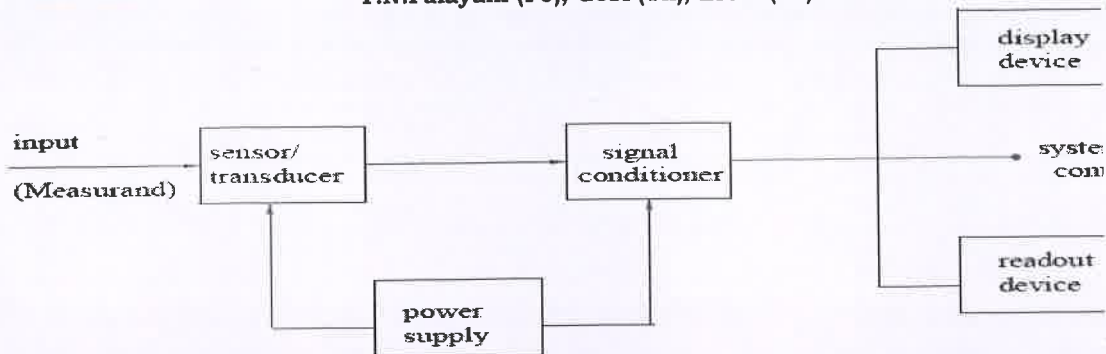 display
device
input
sensor/
transducer
signal
conditioner
(Measurand)
readout
device
power
supply